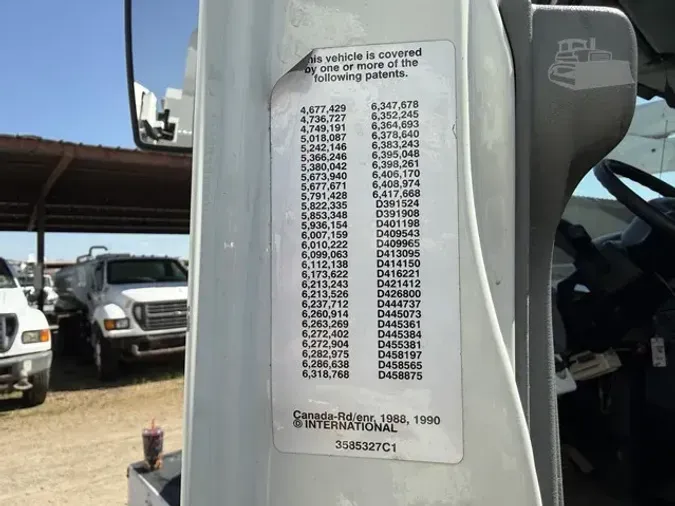 his vehicle is covered
by one or more of the
following patents.
4,677,429
4,736,727
4,749,191
5,018,087
5,242,146
5,366,246
5,380,042
5,673,940
5,677,671
5,791,428
5,822,335
5,853,348
5,936,154
6,007,159
6,010,222
6,099,063
6,112,138
6,173,622
6,213,243
6,213,526
6,237,712
6,260,914
6,263,269
6,272,402
6,272,904
6,282,975
6,286,638
6,318,768
6,347,678
6,352,245
6,364,693
6,378,640
6,383,243
6,395,048
6,398,261
6,406,170
6,408,974
6,417,668
D391524
D391908
D401198
D409543
D409965
D413095
D414150
D416221
D421412
D426800
D444737
D445073
D445361
D445384
D455381
D458197
D458565
D458875
Canada-Rd/enr. 1988, 1990
© INTERNATIONAL
3585327C1